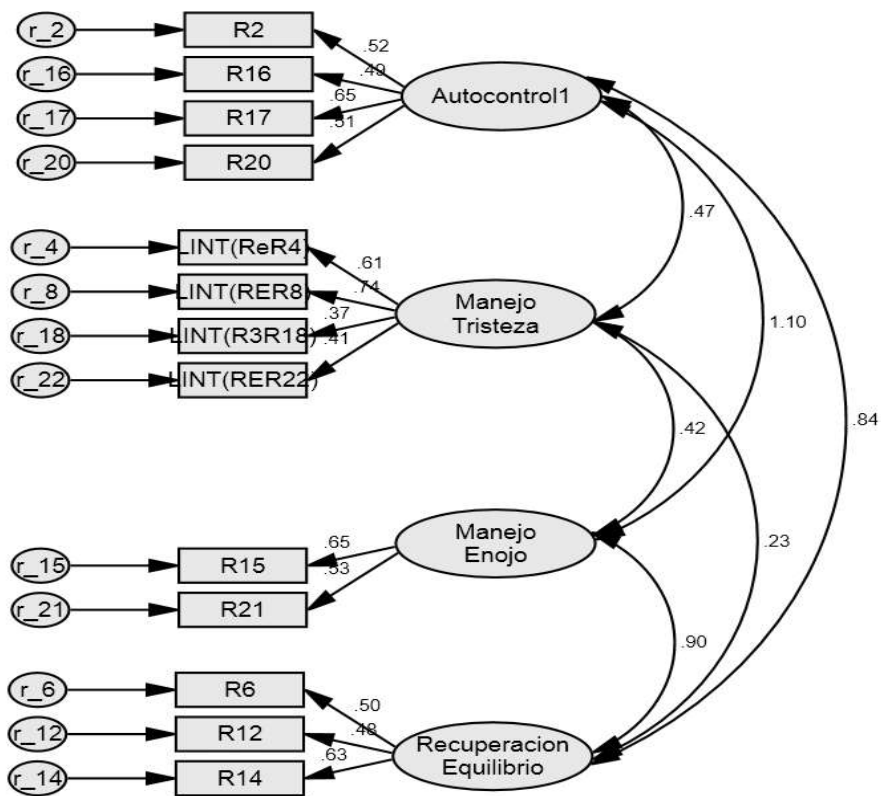 r_2
R2
.52
r_16
R16
.49
Autocontrol1
r_17
R17
.65
r_20
R20
.51
.47
r_4
LINT(ReR4)
.61
r_8
LINT(RER8)
.74
Manejo
Tristeza
r_18
LINT(R3R18)
.37
r_22
LINT(RER22)
.41
1.10
.84
.42
r_15
R15
.65
Manejo
Enojo
r_21
R21
.53
.23
.90
r_6
R6
.50
r_12
R12
.48
Recuperacion
Equilibrio
r_14
R14
.63